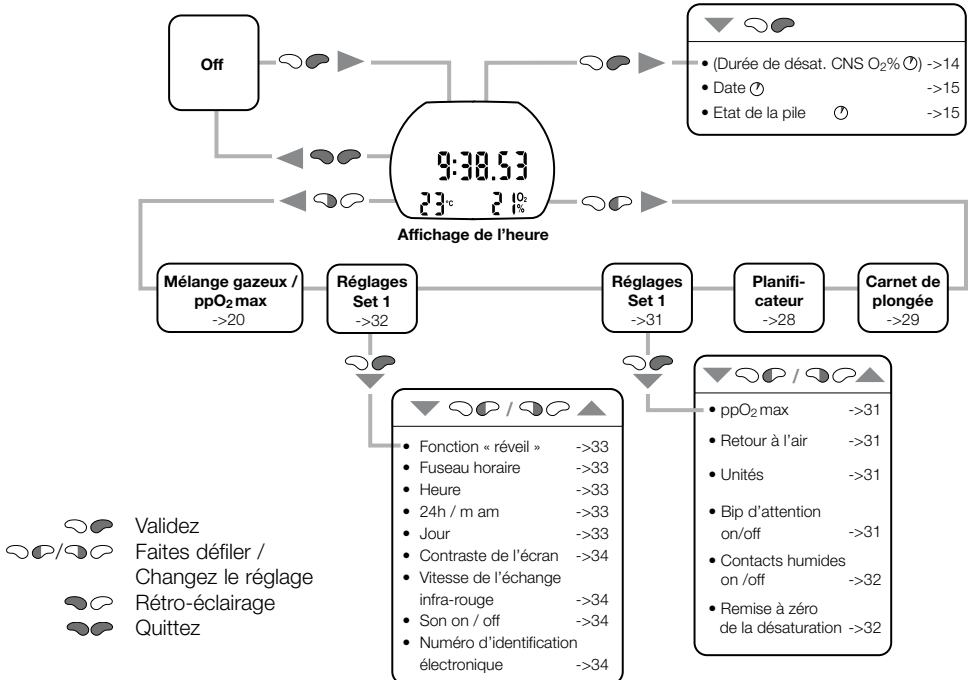 Off
• (Durée de désat. CNS O₂% ) ->14
• Date ->15
• Etat de la pile ->15
9:38.53
23°C 21 O₂ %
Affichage de l'heure
Mélange gazeux /
ppO₂ max
->20
Réglages
Set 1
->32
Réglages
Set 1
->31
Planifi-
cateur
->28
Carnet de
plongée
->29
/
• Fonction « réveil » ->33
• Fuseau horaire ->33
• Heure ->33
• 24h / m am ->33
• Jour ->33
• Contraste de l'écran ->34
• Vitesse de l'échange
infra-rouge ->34
• Son on / off ->34
• Numéro d'identification
électronique ->34
/
• ppO₂ max ->31
• Retour à l'air ->31
• Unités ->31
• Bip d'attention
on/off ->31
• Contacts humides
on /off ->32
• Remise à zéro
de la désaturation ->32
Validez
/ Faites défiler /
Changez le réglage
Rétro-éclairage
Quittez